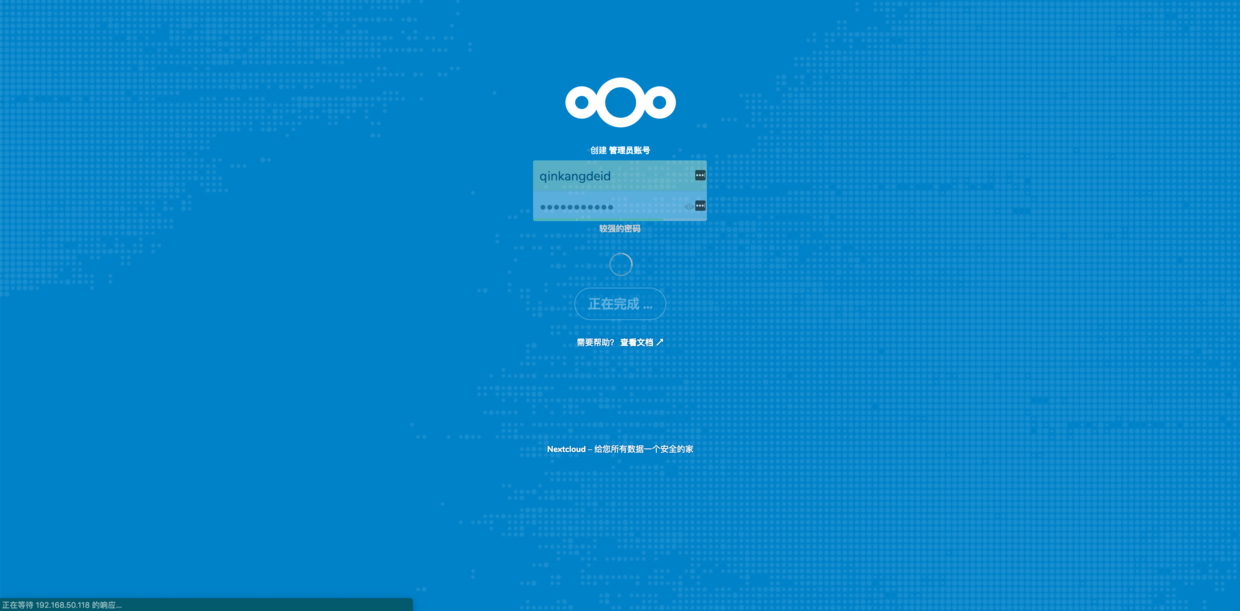 创建 管理员账号
qinkangdeid
较强的密码
正在完成 ...
需要帮助？ 查看文档 ↗
Nextcloud – 给您所有数据一个安全的家
正在等待 192.168.50.118 的响应...